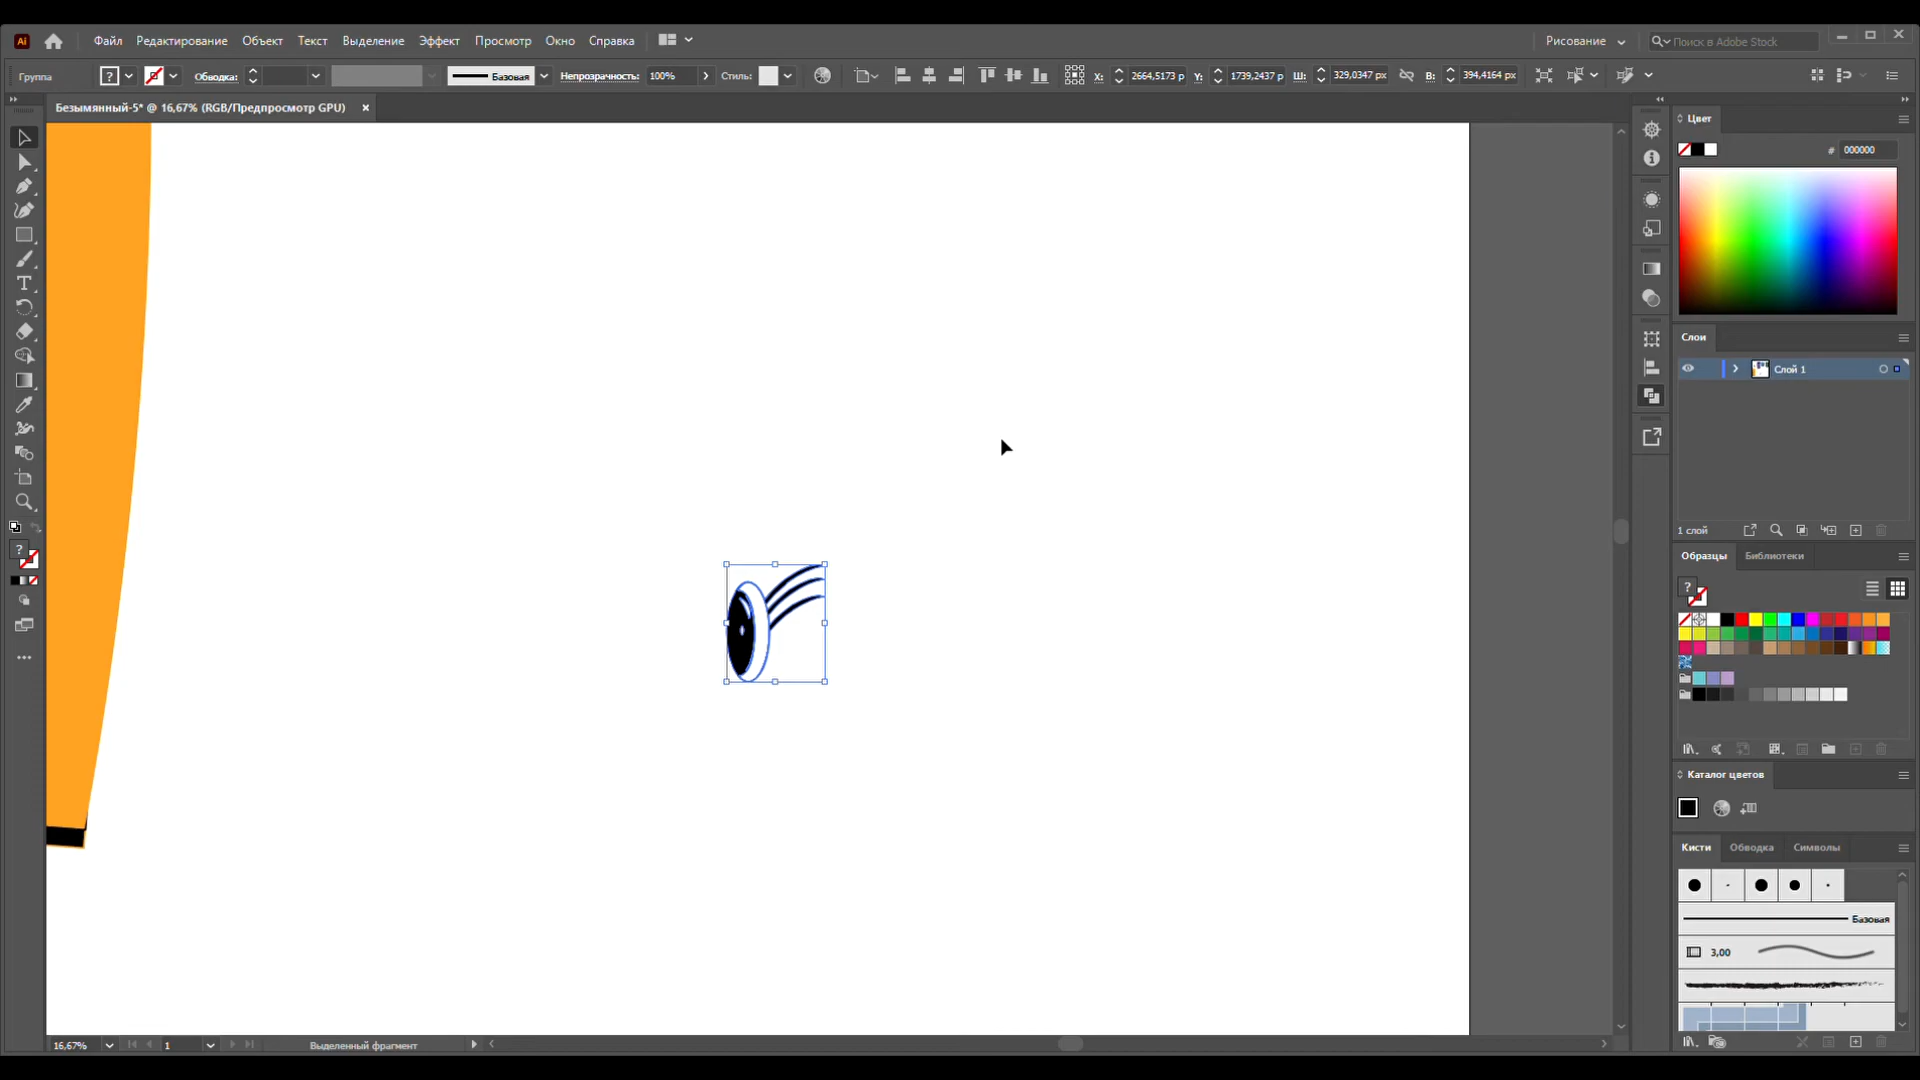 Ai Файл Редактирование Объект Текст Выделение Эффект Просмотр Окно Справка Рисование Поиск в Adobe Stock
Группа ? Обводка: Базовая Непрозрачность: 100% Стиль: X: 2664,5173 p Y: 1739,2437 p Ш: 329,0347 px В: 394,4164 px
Безымянный-5* @ 16,67% (RGB/Предпросмотр GPU)
Цвет
# 000000
Слои
Слой 1
1 слой
Образцы Библиотеки
?
?
Каталог цветов
Кисти Обводка Символы
Базовая
3,00
16,67% 1 Выделенный фрагмент